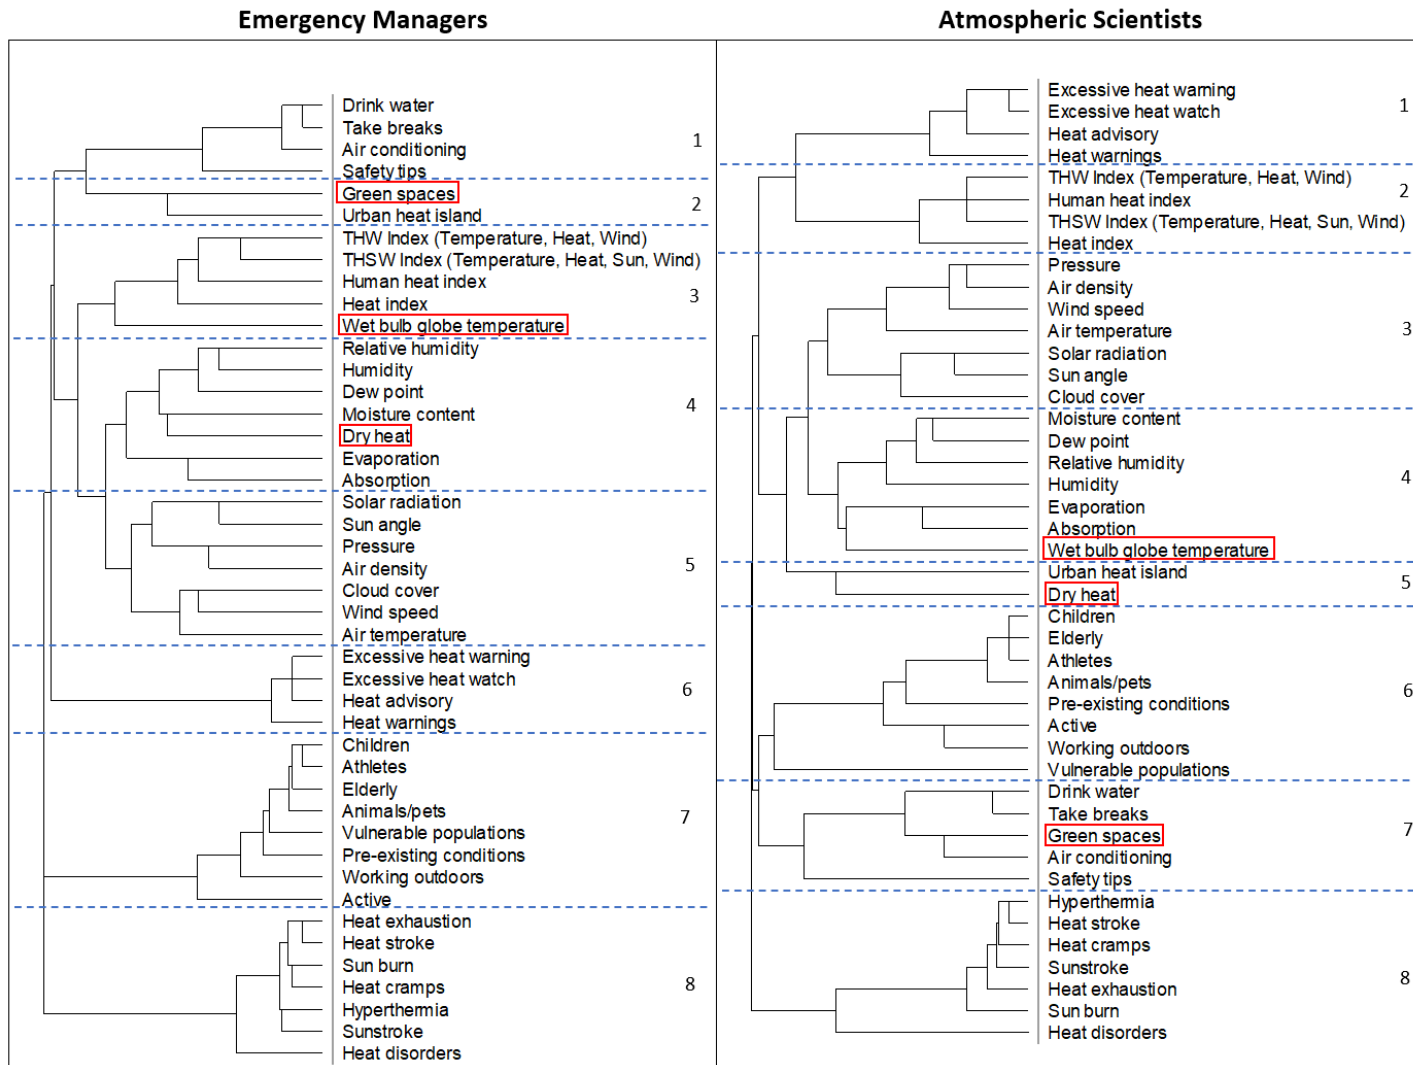 Emergency Managers
Drink water
Take breaks
Air conditioning
1
Safety tips
Green spaces
2
Urban heat island
THW Index (Temperature, Heat, Wind)
THSW Index (Temperature, Heat, Sun, Wind)
Human heat index
3
Heat index
Wet bulb globe temperature
Relative humidity
Humidity
Dew point
4
Moisture content
Dry heat
Evaporation
Absorption
Solar radiation
Sun angle
Pressure
5
Air density
Cloud cover
Wind speed
Air temperature
Excessive heat warning
Excessive heat watch
6
Heat advisory
Heat warnings
Children
Athletes
Elderly
Animals/pets
7
Vulnerable populations
Pre-existing conditions
Working outdoors
Active
Heat exhaustion
Heat stroke
Sun burn
8
Heat cramps
Hyperthermia
Sunstroke
Heat disorders
Atmospheric Scientists
Excessive heat warning
1
Excessive heat watch
Heat advisory
Heat warnings
THW Index (Temperature, Heat, Wind)
2
Human heat index
THSW Index (Temperature, Heat, Sun, Wind)
Heat index
Pressure
Air density
Wind speed
3
Air temperature
Solar radiation
Sun angle
Cloud cover
Moisture content
Dew point
Relative humidity
4
Humidity
Evaporation
Absorption
Wet bulb globe temperature
Urban heat island
5
Dry heat
Children
Elderly
Athletes
Animals/pets
6
Pre-existing conditions
Active
Working outdoors
Vulnerable populations
Drink water
Take breaks
7
Green spaces
Air conditioning
Safety tips
Hyperthermia
Heat stroke
Heat cramps
Sunstroke
8
Heat exhaustion
Sun burn
Heat disorders